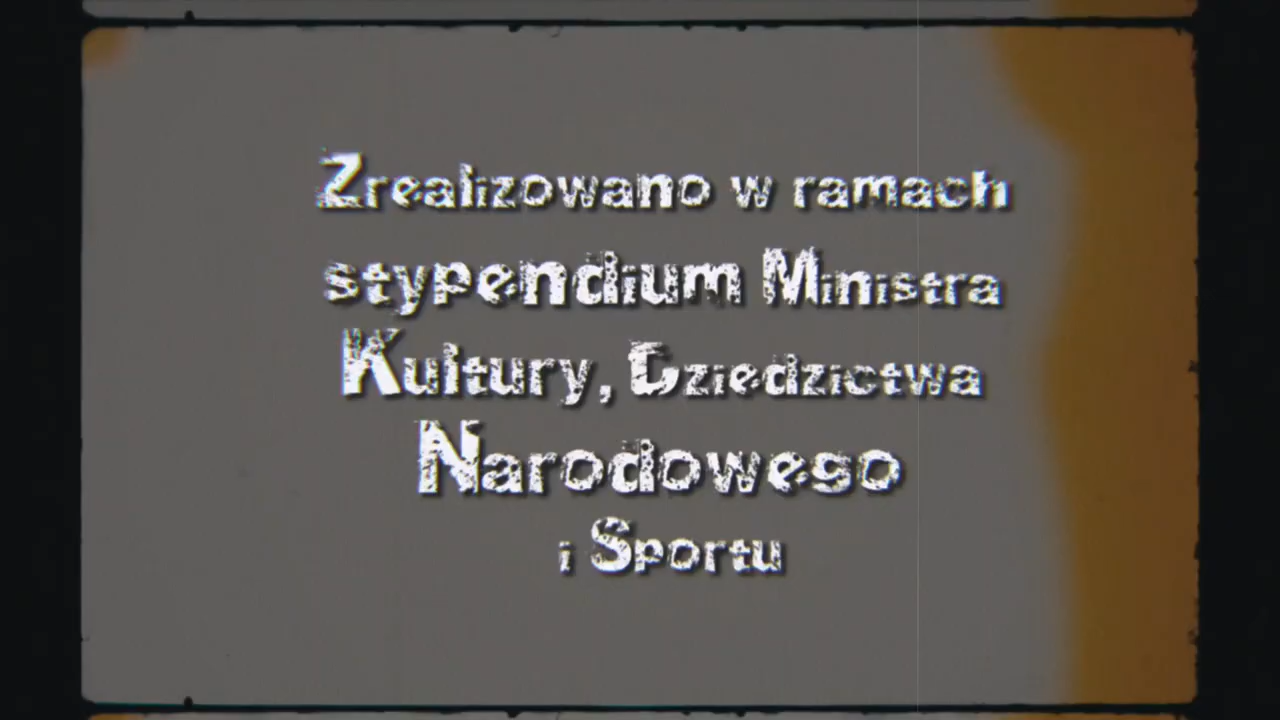 Zrealizowano w ramach
stypendium Ministra
Kultury, Dziedzictwa
Narodowego
i Sportu